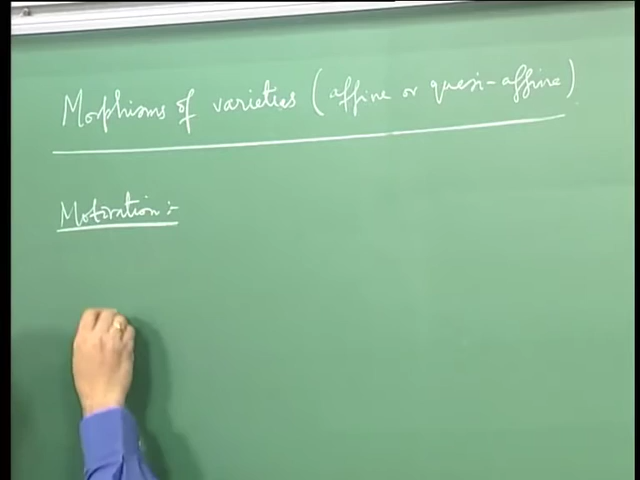 Morphisms of varieties (affine or quasi-affine)
Motivation:-